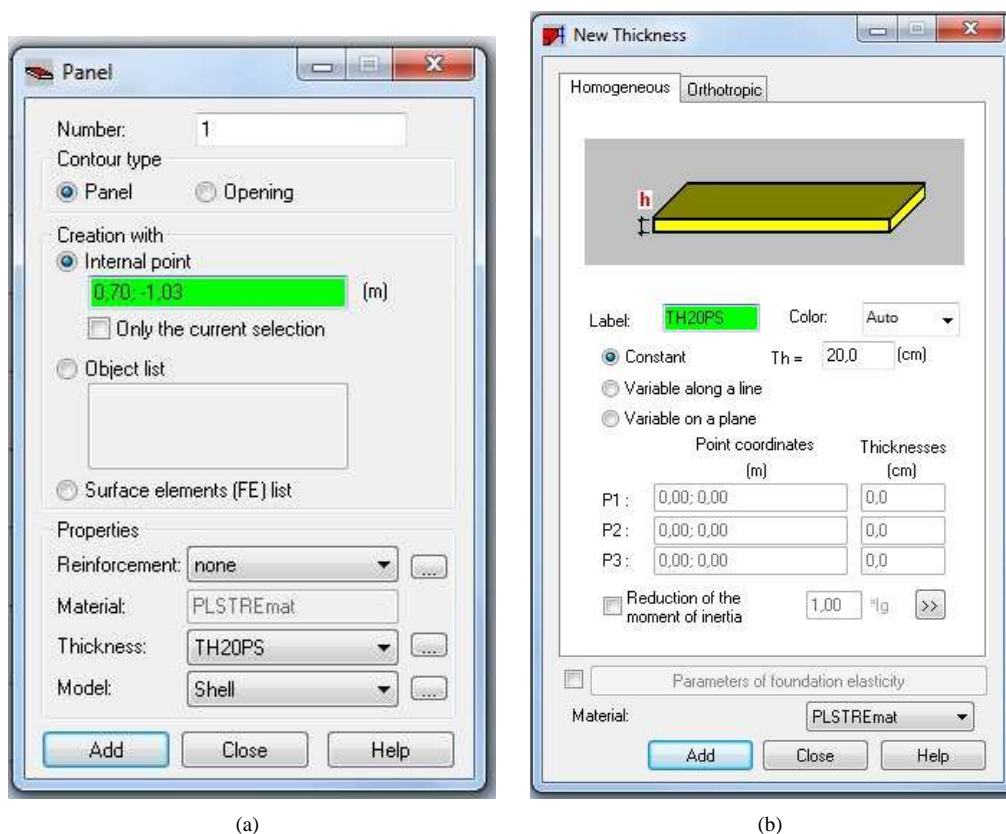 Panel
Number: 1
Contour type
Panel Opening
Creation with
Internal point
0,70; -1,03 (m)
Only the current selection
Object list
Surface elements (FE) list
Properties
Reinforcement: none ...
Material: PLSTREmat
Thickness: TH20PS ...
Model: Shell ...
Add Close Help
(a)
New Thickness
Homogeneous Orthotropic
h
Label: TH20PS Color: Auto
Constant Th = 20,0 (cm)
Variable along a line
Variable on a plane
Point coordinates Thicknesses
(m) (cm)
P1 : 0,00; 0,00 0,0
P2 : 0,00; 0,00 0,0
P3 : 0,00; 0,00 0,0
Reduction of the
moment of inertia 1,00 *Ig >>
Parameters of foundation elasticity
Material: PLSTREmat
Add Close Help
(b)